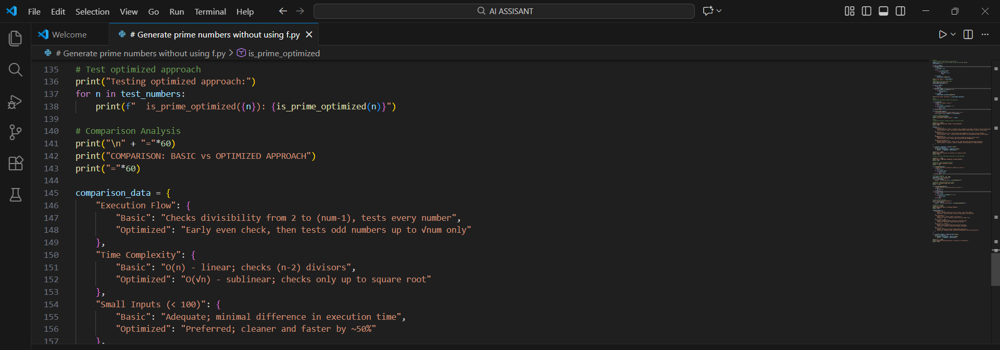 File Edit Selection View Go Run Terminal Help AI ASSISANT
Welcome # Generate prime numbers without using f.py
# Generate prime numbers without using f.py > is_prime_optimized
135 # Test optimized approach
136 print("Testing optimized approach:")
137 for n in test_numbers:
138     print(f"  is_prime_optimized({n}): {is_prime_optimized(n)}")
139
140 # Comparison Analysis
141 print("\n" + "="*60)
142 print("COMPARISON: BASIC vs OPTIMIZED APPROACH")
143 print("="*60)
144
145 comparison_data = {
146     "Execution Flow": {
147         "Basic": "Checks divisibility from 2 to (num-1), tests every number",
148         "Optimized": "Early even check, then tests odd numbers up to √num only"
149     },
150     "Time Complexity": {
151         "Basic": "O(n) - linear; checks (n-2) divisors",
152         "Optimized": "O(√n) - sublinear; checks only up to square root"
153     },
154     "Small Inputs (< 100)": {
155         "Basic": "Adequate; minimal difference in execution time",
156         "Optimized": "Preferred; cleaner and faster by ~50%"
157     },